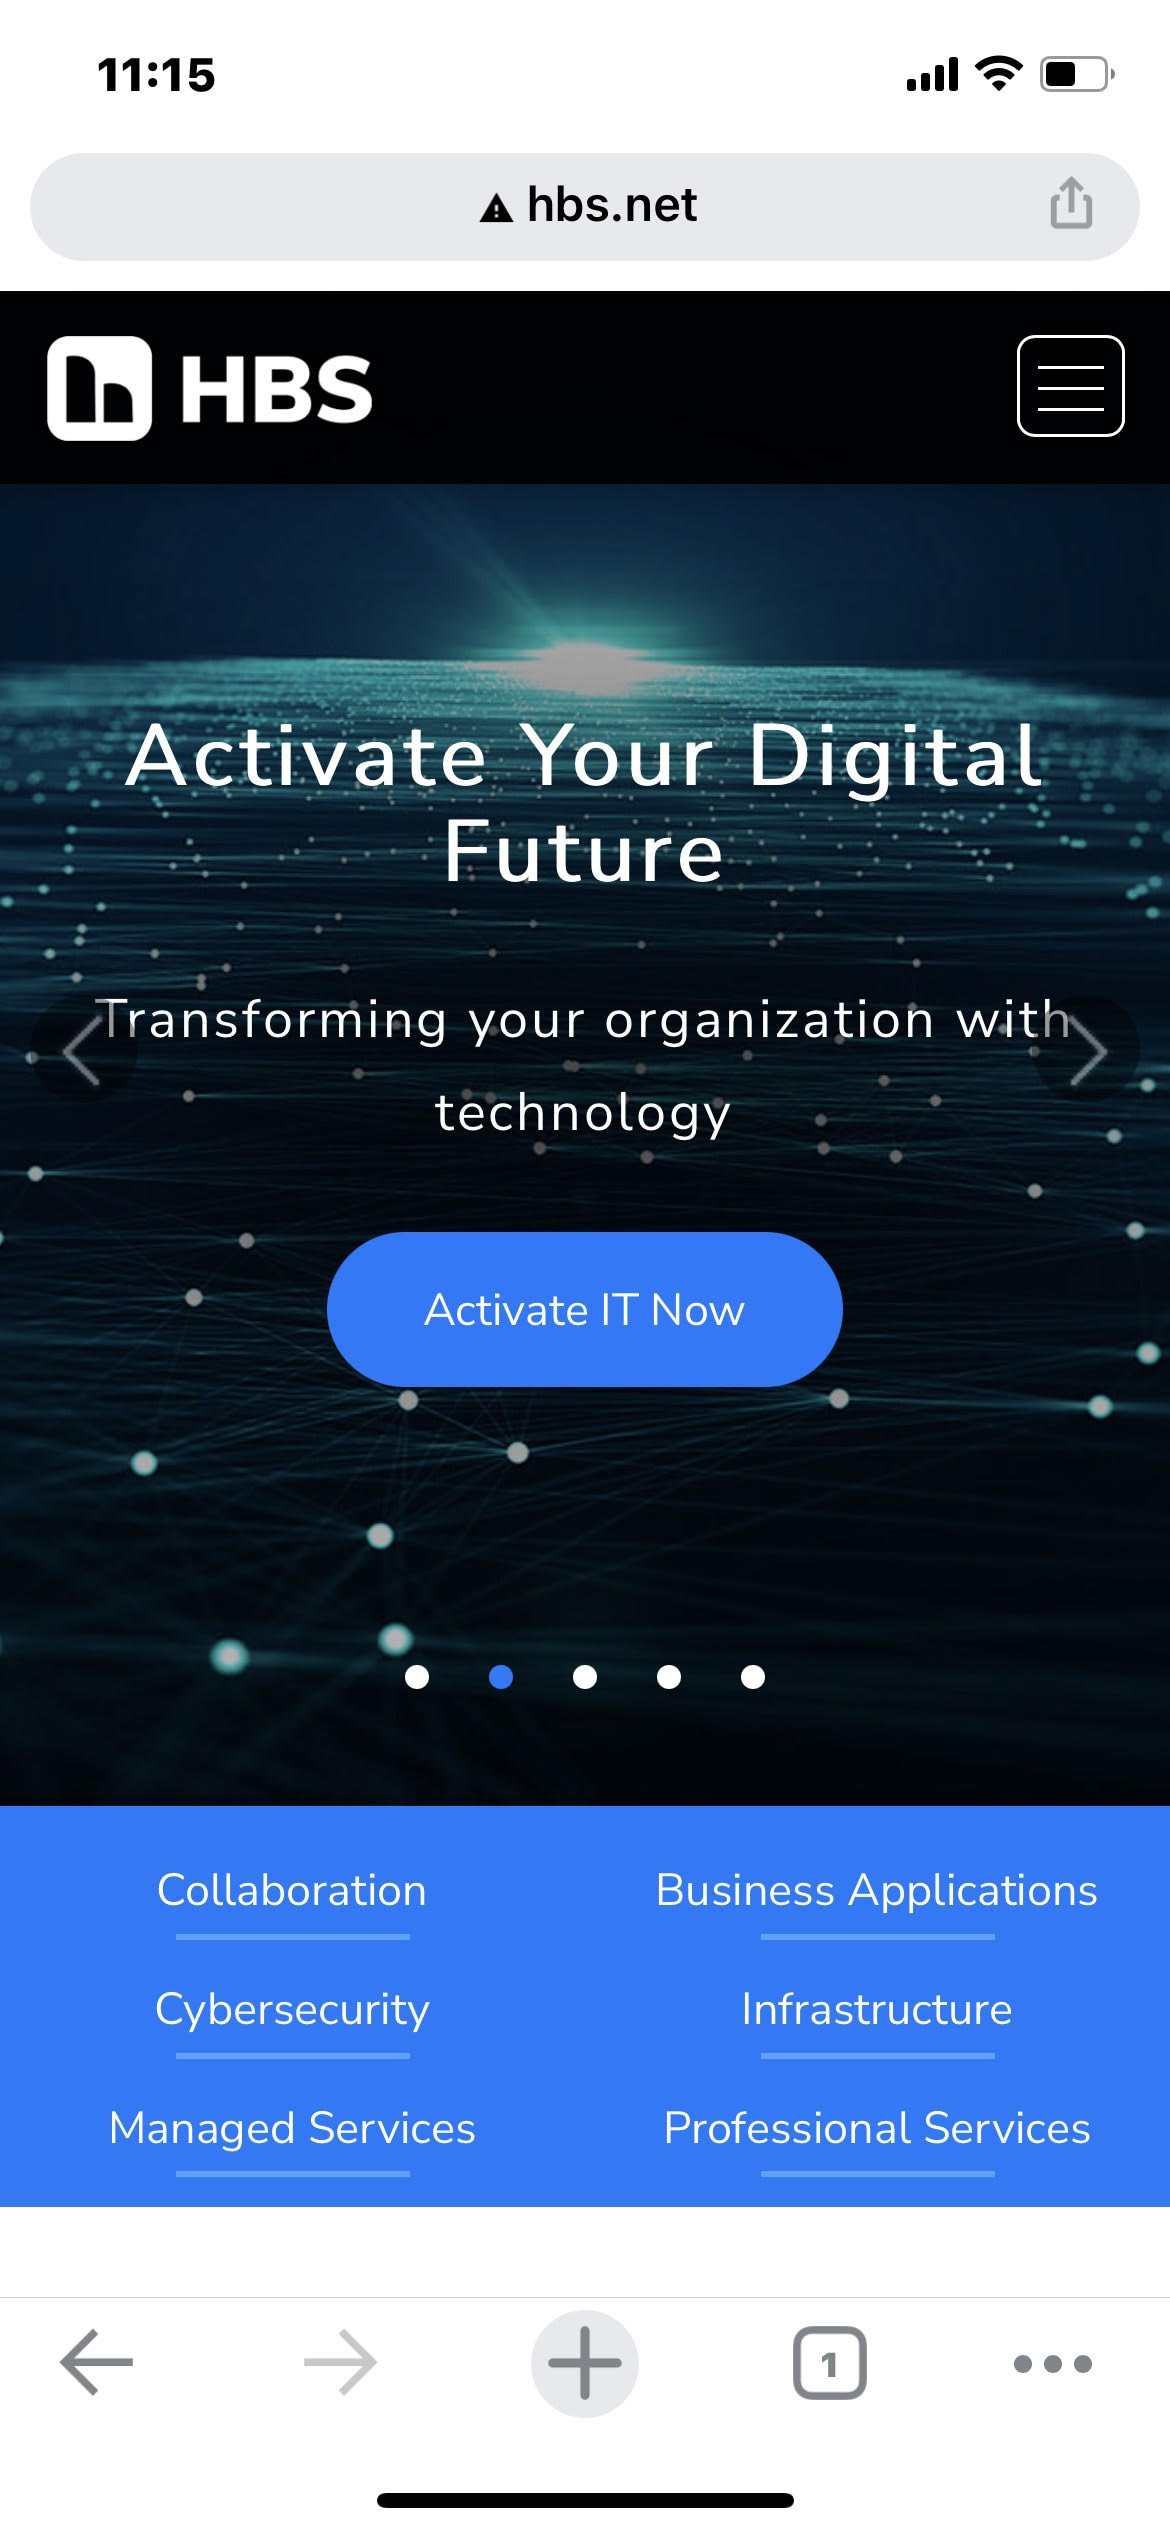 11:15
hbs.net
HBS
Activate Your Digital
Future
Transforming your organization with
technology
Activate IT Now
Collaboration
Business Applications
Cybersecurity
Infrastructure
Managed Services
Professional Services
1